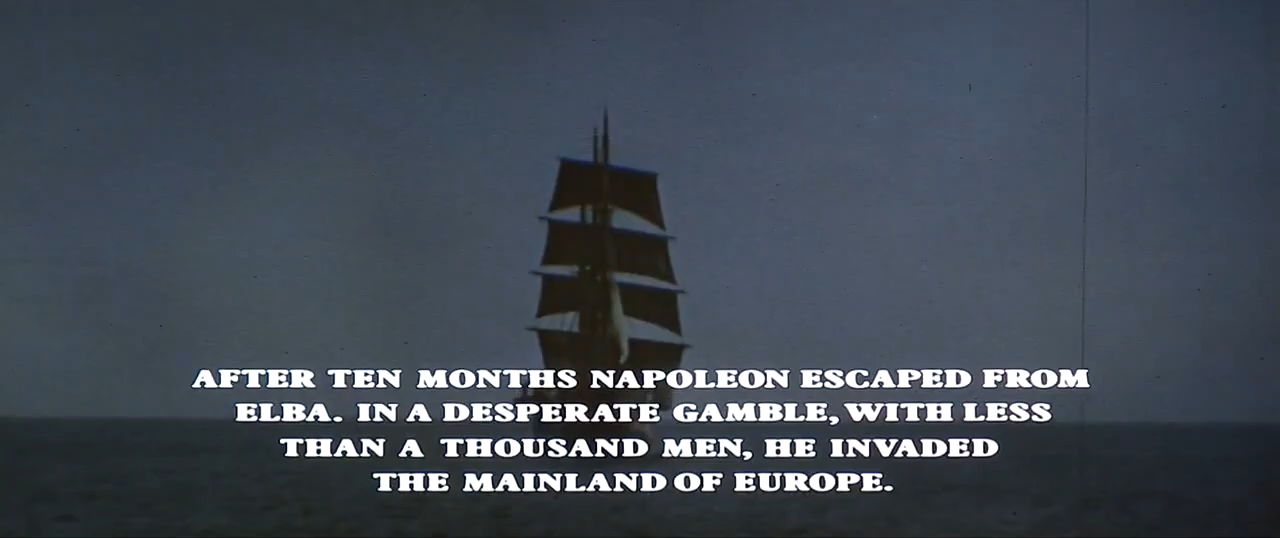 AFTER TEN MONTHS NAPOLEON ESCAPED FROM
ELBA. IN A DESPERATE GAMBLE, WITH LESS
THAN A THOUSAND MEN, HE INVADED
THE MAINLAND OF EUROPE.